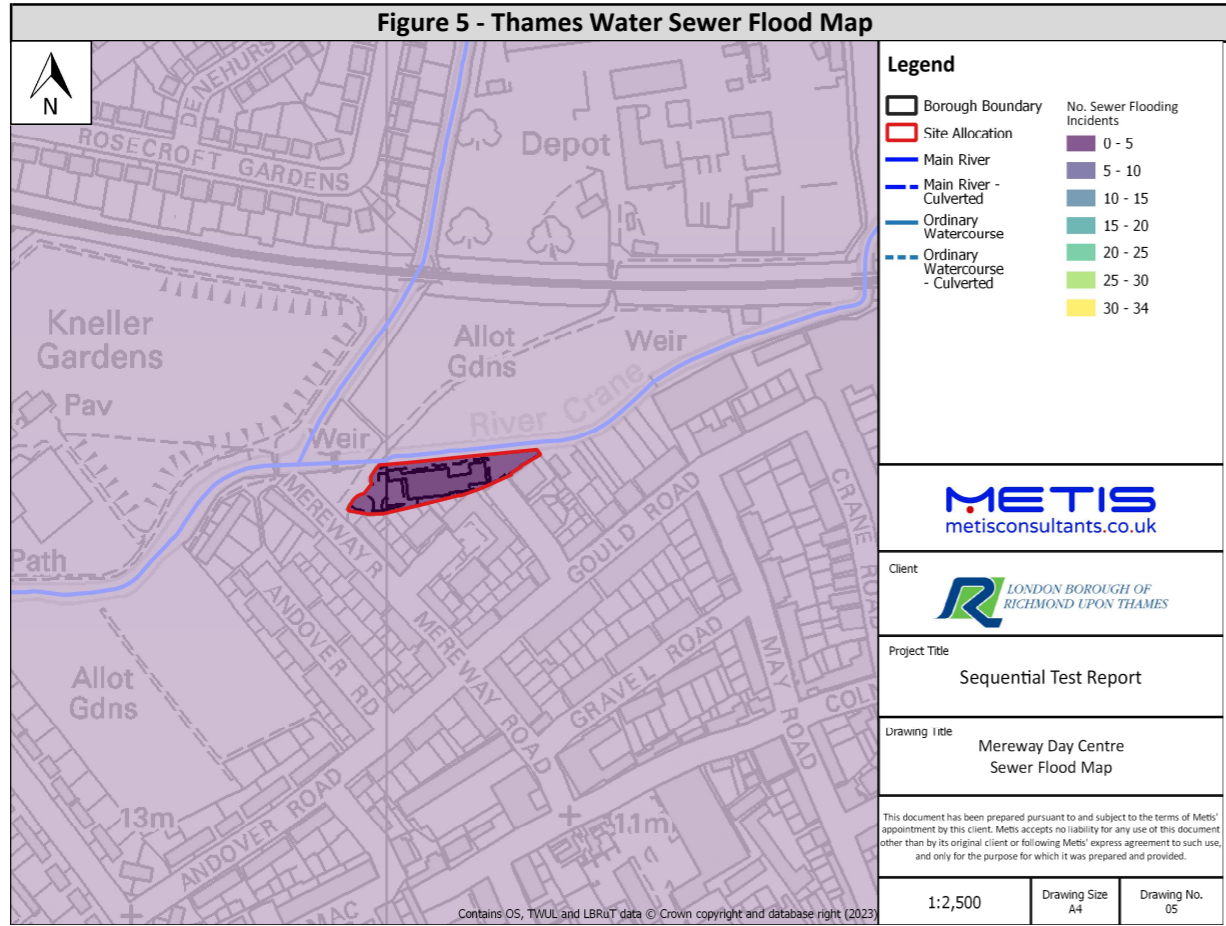 Figure 5 - Thames Water Sewer Flood Map
N
DENEHURS
ROSECROFT GARDENS
Depot
Kneller
Gardens
Allot
Gdns
Weir
Pav
River Crane
Weir
MEREWAY R
Path
GOULD ROAD
CRANE RO
ANDOVER RD
MEREWAY ROAD
GRAVEL ROAD
MAY ROAD
COLN
Allot
Gdns
13m
ANDOVER ROAD
11m
MAC
Contains OS, TWUL and LBRuT data © Crown copyright and database right (2023)
Legend
Borough Boundary
Site Allocation
Main River
Main River -
Culverted
Ordinary
Watercourse
Ordinary
Watercourse
- Culverted
No. Sewer Flooding
Incidents
0 - 5
5 - 10
10 - 15
15 - 20
20 - 25
25 - 30
30 - 34
METIS
metisconsultants.co.uk
Client
LONDON BOROUGH OF
RICHMOND UPON THAMES
Project Title
Sequential Test Report
Drawing Title
Mereway Day Centre
Sewer Flood Map
This document has been prepared pursuant to and subject to the terms of Metis'
appointment by this client. Metis accepts no liability for any use of this document
other than by its original client or following Metis' express agreement to such use,
and only for the purpose for which it was prepared and provided.
1:2,500
Drawing Size
A4
Drawing No.
05